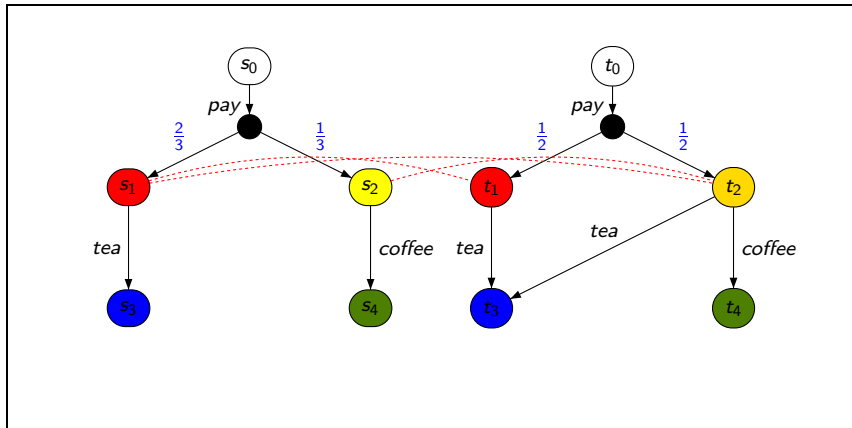 s₀ t₀
pay pay
2/3 1/3 1/2 1/2
s₁ s₂ t₁ t₂
tea coffee tea tea coffee
s₃ s₄ t₃ t₄